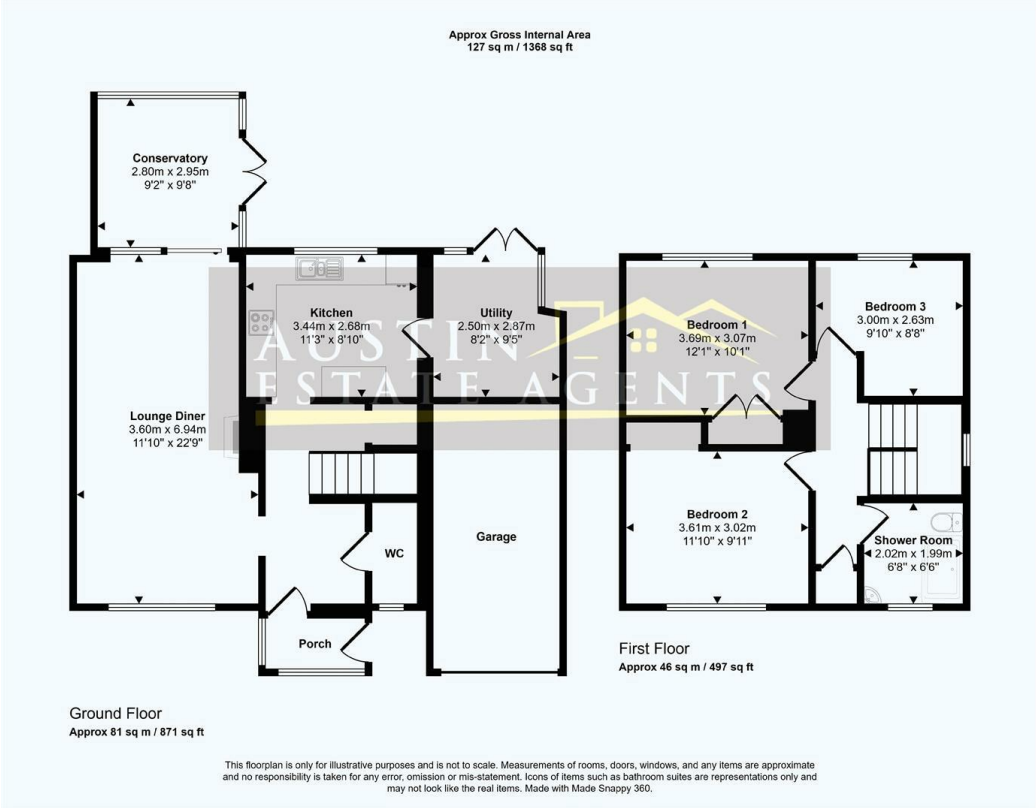 Approx Gross Internal Area
127 sq m / 1368 sq ft
Conservatory
2.80m x 2.95m
9'2" x 9'8"
Kitchen
3.44m x 2.68m
11'3" x 8'10"
Utility
2.50m x 2.87m
8'2" x 9'5"
Bedroom 1
3.69m x 3.07m
12'1" x 10'1"
Bedroom 3
3.00m x 2.63m
9'10" x 8'8"
AUSTIN
ESTATE AGENTS
Lounge Diner
3.60m x 6.94m
11'10" x 22'9"
Bedroom 2
3.61m x 3.02m
11'10" x 9'11"
Garage
WC
Shower Room
2.02m x 1.99m
6'8" x 6'6"
Porch
First Floor
Approx 46 sq m / 497 sq ft
Ground Floor
Approx 81 sq m / 871 sq ft
This floorplan is only for illustrative purposes and is not to scale. Measurements of rooms, doors, windows, and any items are approximate
and no responsibility is taken for any error, omission or mis-statement. Icons of items such as bathroom suites are representations only and
may not look like the real items. Made with Made Snappy 360.